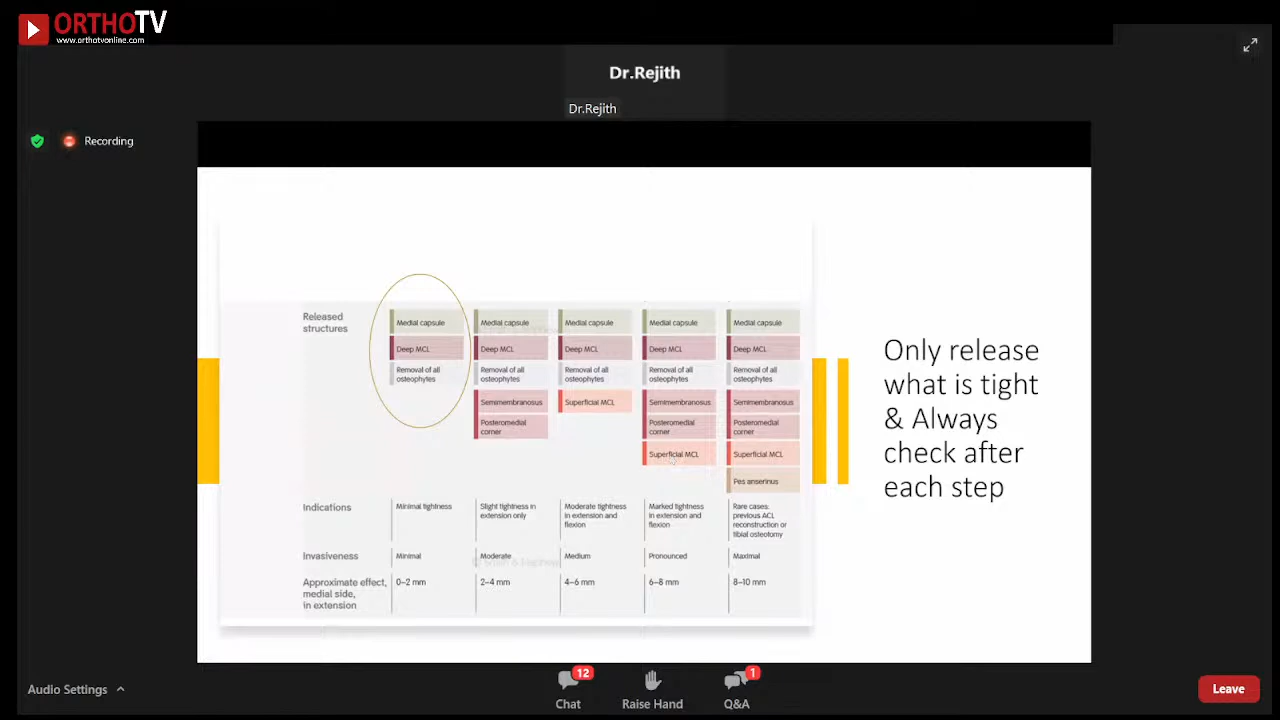 ORTHOTV
www.orthotvonline.com
Dr.Rejith
Dr.Rejith
Recording
Released
structures
Medial capsule
Deep MCL
Removal of all
osteophytes
Medial capsule
Deep MCL
Removal of all
osteophytes
Semimembranosus
Posteromedial
corner
Medial capsule
Deep MCL
Removal of all
osteophytes
Superficial MCL
Medial capsule
Deep MCL
Removal of all
osteophytes
Semimembranosus
Posteromedial
corner
Superficial MCL
Medial capsule
Deep MCL
Removal of all
osteophytes
Semimembranosus
Posteromedial
corner
Superficial MCL
Pes anserinus
Indications
Minimal tightness
Slight tightness in
extension only
Moderate tightness
in extension and
flexion
Marked tightness
in extension and
flexion
Rare cases:
previous ACL
reconstruction or
tibial osteotomy
Invasiveness
Minimal
Moderate
Medium
Pronounced
Maximal
Approximate effect,
medial side,
in extension
0–2 mm
2–4 mm
4–6 mm
6–8 mm
8–10 mm
Only release
what is tight
& Always
check after
each step
Audio Settings
12
Chat
Raise Hand
1
Q&A
Leave